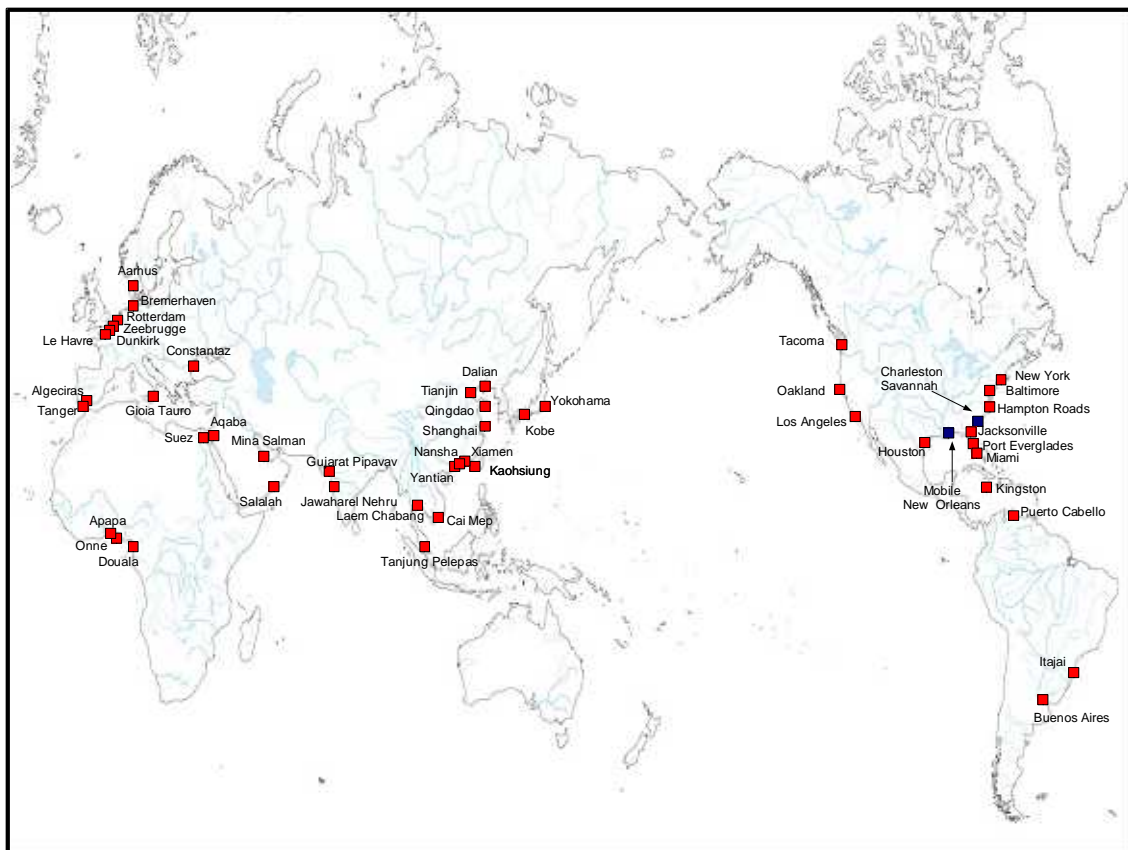 Aarhus
Bremerhaven
Rotterdam
Zeebrugge
Le Havre
Dunkirk
Constantaz
Algeciras
Tanger
Gioia Tauro
Suez
Aqaba
Mina Salman
Salalah
Apapa
Onne
Douala
Gujarat Pipavav
Jawaharel Nehru
Laem Chabang
Cai Mep
Tanjung Pelepas
Dalian
Tianjin
Qingdao
Shanghai
Yokohama
Kobe
Nansha
Xiamen
Yantian
Kaohsiung
Tacoma
Oakland
Los Angeles
Houston
Charleston
Savannah
New York
Baltimore
Hampton Roads
Jacksonville
Port Everglades
Miami
Mobile
New Orleans
Kingston
Puerto Cabello
Itajai
Buenos Aires